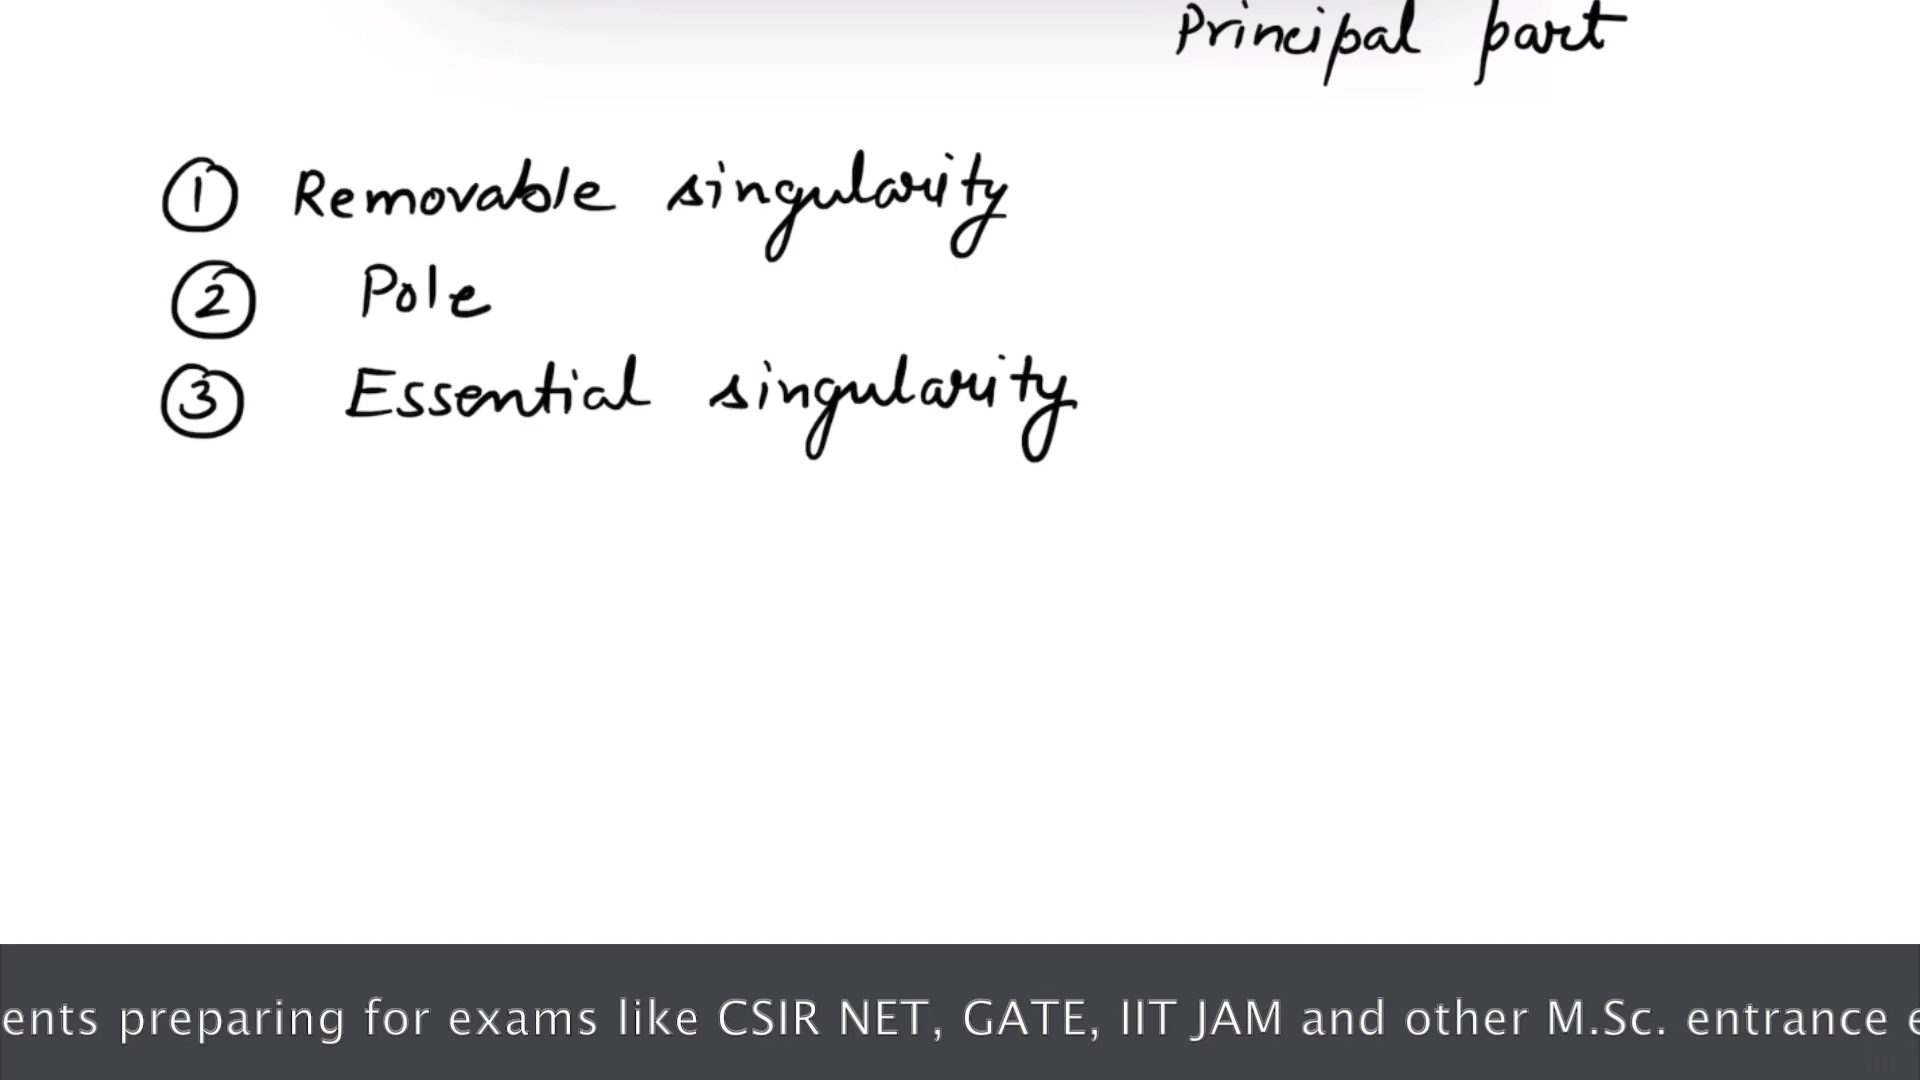 Principal part
① Removable singularity
② Pole
③ Essential singularity
ents preparing for exams like CSIR NET, GATE, IIT JAM and other M.Sc. entrance e